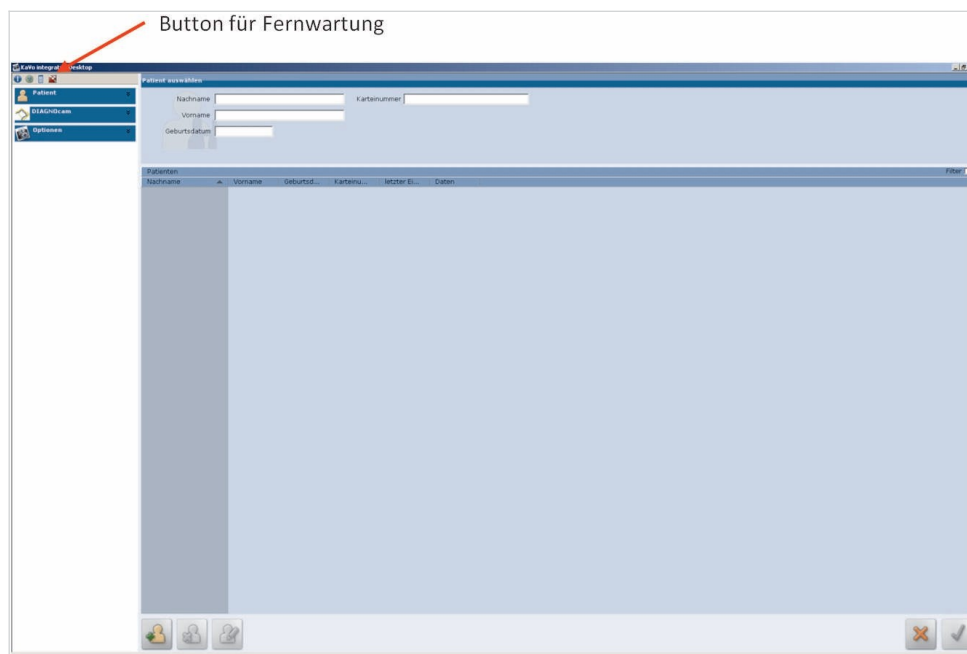 Button für Fernwartung
KaVo integrat Desktop
Patient auswählen
Patient
DIAGNOcam
Optionen
Nachname
Karteinummer
Vorname
Geburtsdatum
Patienten
Filter
Nachname Vorname Geburtsd... Karteinu... letzter Ei... Daten